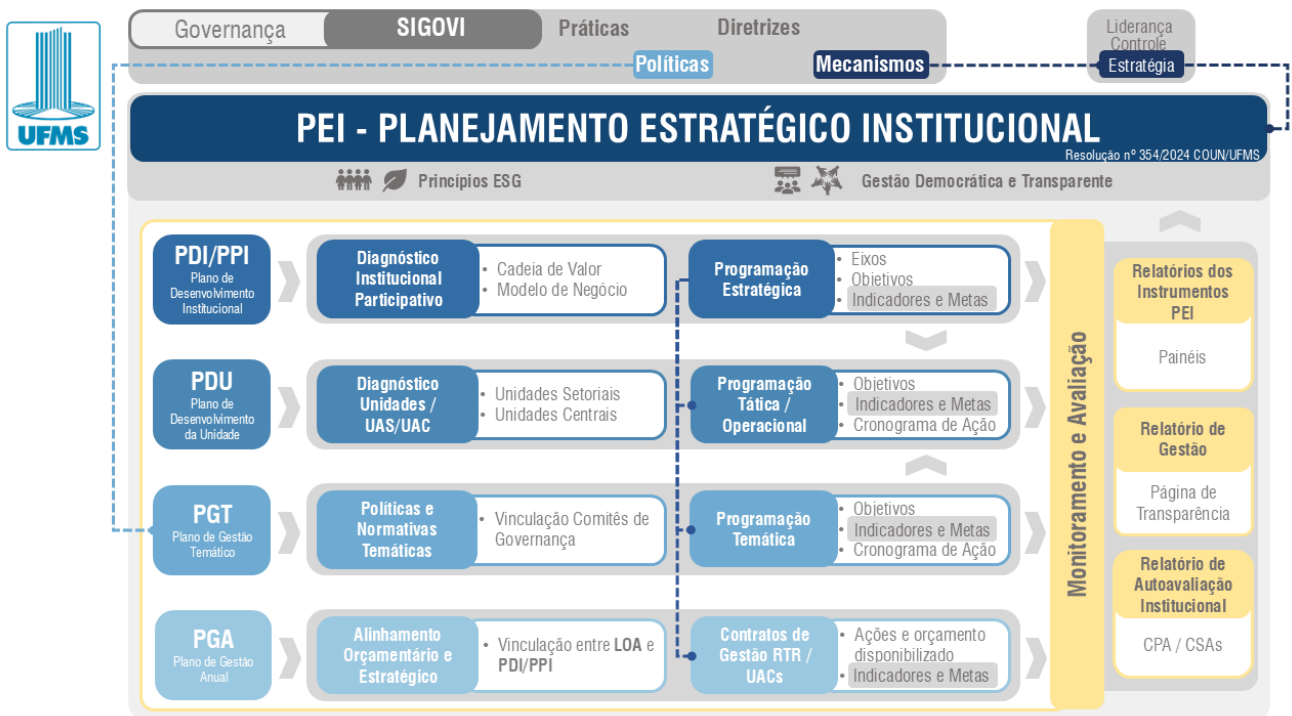 Governança
SIGOVI
Práticas
Diretrizes
Políticas
Mecanismos
Liderança
Controle
Estratégia
UFMS
PEI - PLANEJAMENTO ESTRATÉGICO INSTITUCIONAL
Resolução nº 354/2024 COUN/UFMS
Princípios ESG
Gestão Democrática e Transparente
PDI/PPI
Plano de
Desenvolvimento
Institucional
Diagnóstico
Institucional
Participativo
• Cadeia de Valor
• Modelo de Negócio
Programação
Estratégica
• Eixos
• Objetivos
• Indicadores e Metas
PDU
Plano de
Desenvolvimento
da Unidade
Diagnóstico
Unidades /
UAS/UAC
• Unidades Setoriais
• Unidades Centrais
Programação
Tática /
Operacional
• Objetivos
• Indicadores e Metas
• Cronograma de Ação
PGT
Plano de Gestão
Temático
Políticas e
Normativas
Temáticas
• Vinculação Comitês de
Governança
Programação
Temática
• Objetivos
• Indicadores e Metas
• Cronograma de Ação
PGA
Plano de Gestão
Anual
Alinhamento
Orçamentário e
Estratégico
• Vinculação entre LOA e
PDI/PPI
Contratos de
Gestão RTR /
UACs
• Ações e orçamento
disponibilizado
• Indicadores e Metas
Monitoramento e Avaliação
Relatórios dos
Instrumentos
PEI
Painéis
Relatório de
Gestão
Página de
Transparência
Relatório de
Autoavaliação
Institucional
CPA / CSAs